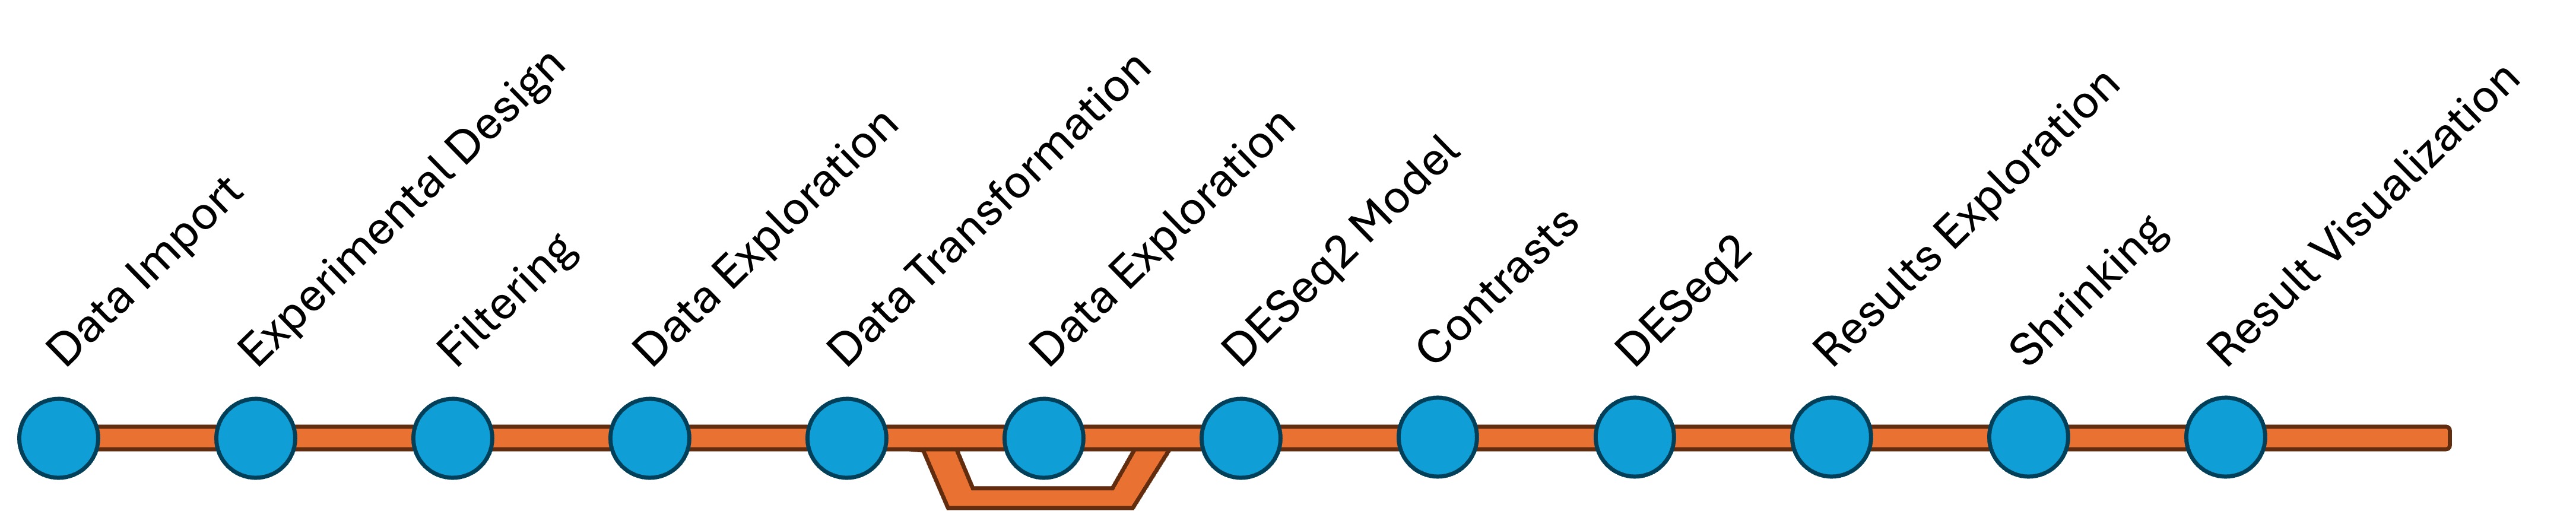 Data Import
Experimental Design
Filtering
Data Exploration
Data Transformation
Data Exploration
DESeq2 Model
Contrasts
DESeq2
Results Exploration
Shrinking
Result Visualization